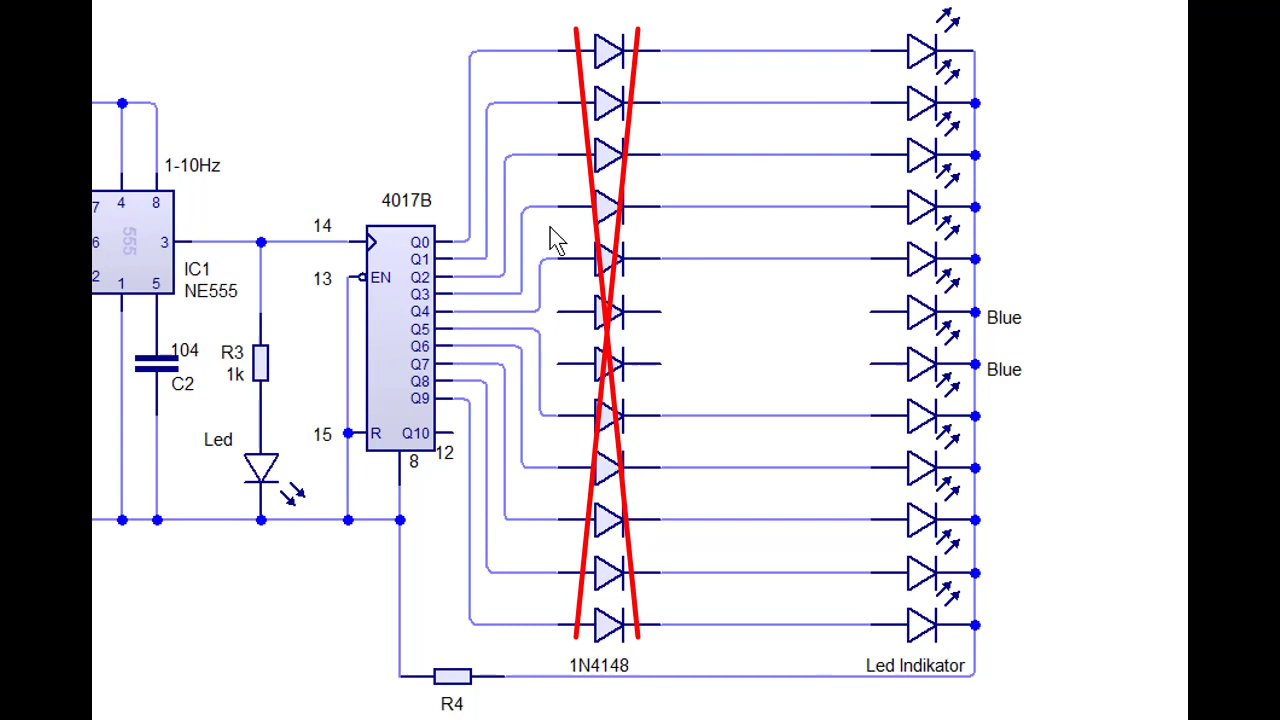 1-10Hz
4017B
7
4
8
14
6
555
3
Q0
Q1
13
EN
Q2
IC1
2
1
5
NE555
Q3
Q4
Blue
Q5
104
R3
Q6
1k
Q7
Blue
C2
Q8
Q9
Led
15
R
Q10
12
8
1N4148
Led Indikator
R4